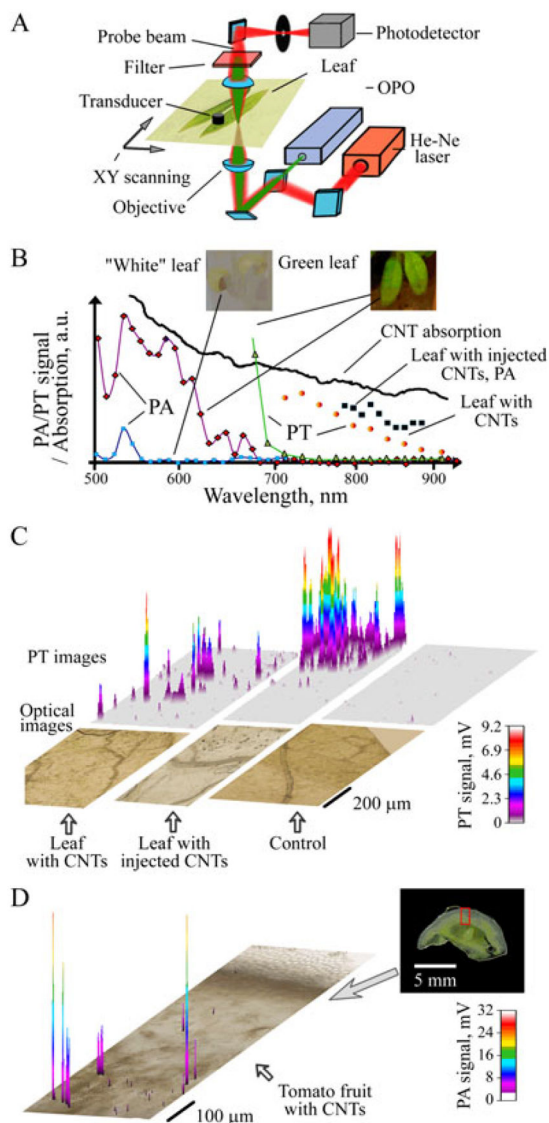 A
Probe beam
Photodetector
Filter
Leaf
Transducer
OPO
He-Ne
laser
XY scanning
Objective
B
"White" leaf
Green leaf
PA/PT signal
/ Absorption, a.u.
CNT absorption
Leaf with injected
CNTs, PA
PA
PT
Leaf with
CNTs
500
600
700
800
900
Wavelength, nm
C
PT images
Optical
images
PT signal, mV
9.2
4.6
2.3
0
200 µm
Leaf
with CNTs
Leaf with
injected CNTs
Control
D
5 mm
PA signal, mV
32
24
16
8
0
Tomato fruit
with CNTs
100 µm